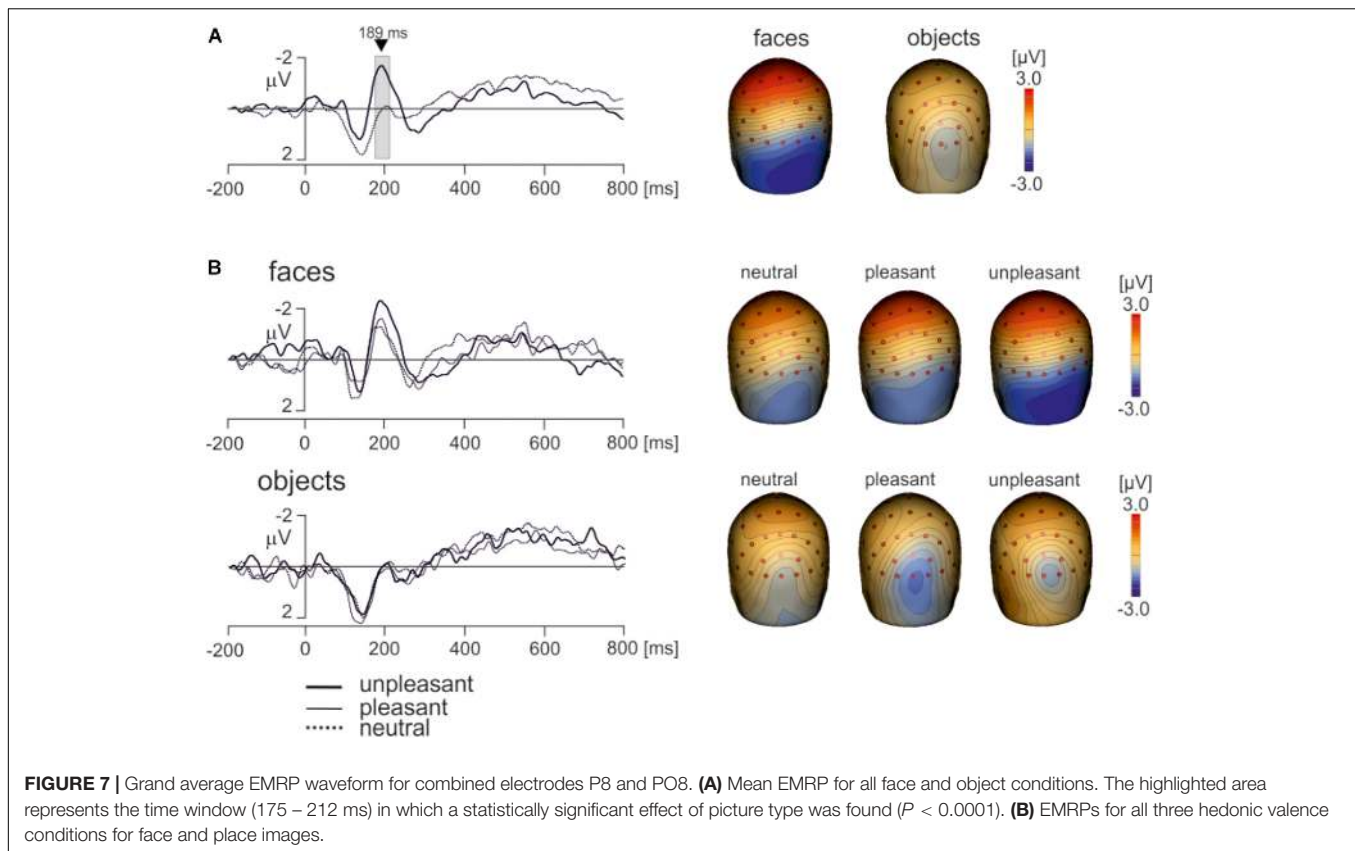 A
189 ms
faces objects
-2
μV
2
[μV]
3.0
-3.0
-200 0 200 400 600 800 [ms]
B
faces
neutral pleasant unpleasant
-2
μV
2
[μV]
3.0
-3.0
-200 0 200 400 600 800 [ms]
objects
neutral pleasant unpleasant
-2
μV
2
[μV]
3.0
-3.0
-200 0 200 400 600 800 [ms]
unpleasant
pleasant
neutral
FIGURE 7 | Grand average EMRP waveform for combined electrodes P8 and PO8. (A) Mean EMRP for all face and object conditions. The highlighted area
represents the time window (175 – 212 ms) in which a statistically significant effect of picture type was found (P < 0.0001). (B) EMRPs for all three hedonic valence
conditions for face and place images.